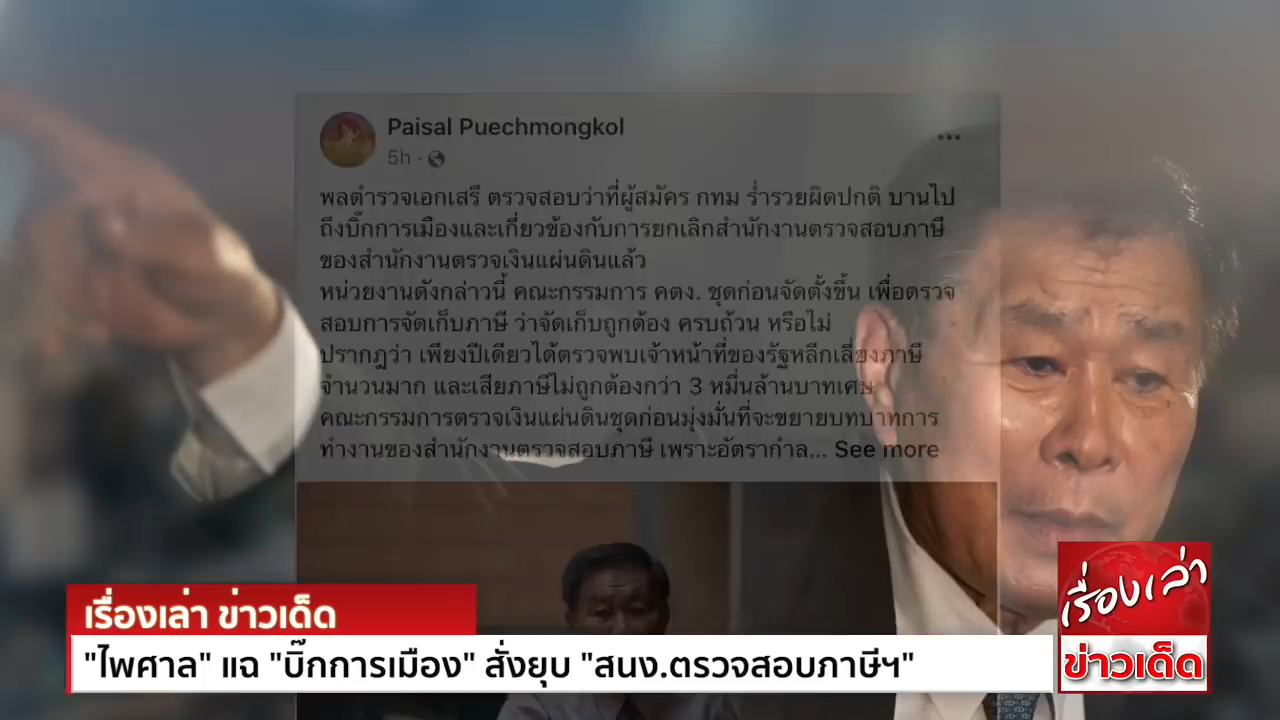 Paisal Puechmongkol
5h ·
พลตำรวจเอกเสรี ตรวจสอบว่าที่ผู้สมัคร กทม ร่ำรวยผิดปกติ บานไป
ถึงบิ๊กการเมืองและเกี่ยวข้องกับการยกเลิกสำนักงานตรวจสอบภาษี
ของสำนักงานตรวจเงินแผ่นดินแล้ว
หน่วยงานดังกล่าวนี้ คณะกรรมการ คตง. ชุดก่อนจัดตั้งขึ้น เพื่อตรวจ
สอบการจัดเก็บภาษี ว่าจัดเก็บถูกต้อง ครบถ้วน หรือไม่
ปรากฎว่า เพียงปีเดียวได้ตรวจพบเจ้าหน้าที่ของรัฐหลีกเลี่ยงภาษี
จำนวนมาก และเสียภาษีไม่ถูกต้องกว่า 3 หมื่นล้านบาทเศษ
คณะกรรมการตรวจเงินแผ่นดินชุดก่อนมุ่งมั่นที่จะขยายบทบาทการ
ทำงานของสำนักงานตรวจสอบภาษี เพราะอัตรากำล... See more
เรื่องเล่า ข่าวเด็ด
"ไพศาล" แฉ "บิ๊กการเมือง" สั่งยุบ "สนง.ตรวจสอบภาษีฯ"
เรื่องเล่า
ข่าวเด็ด